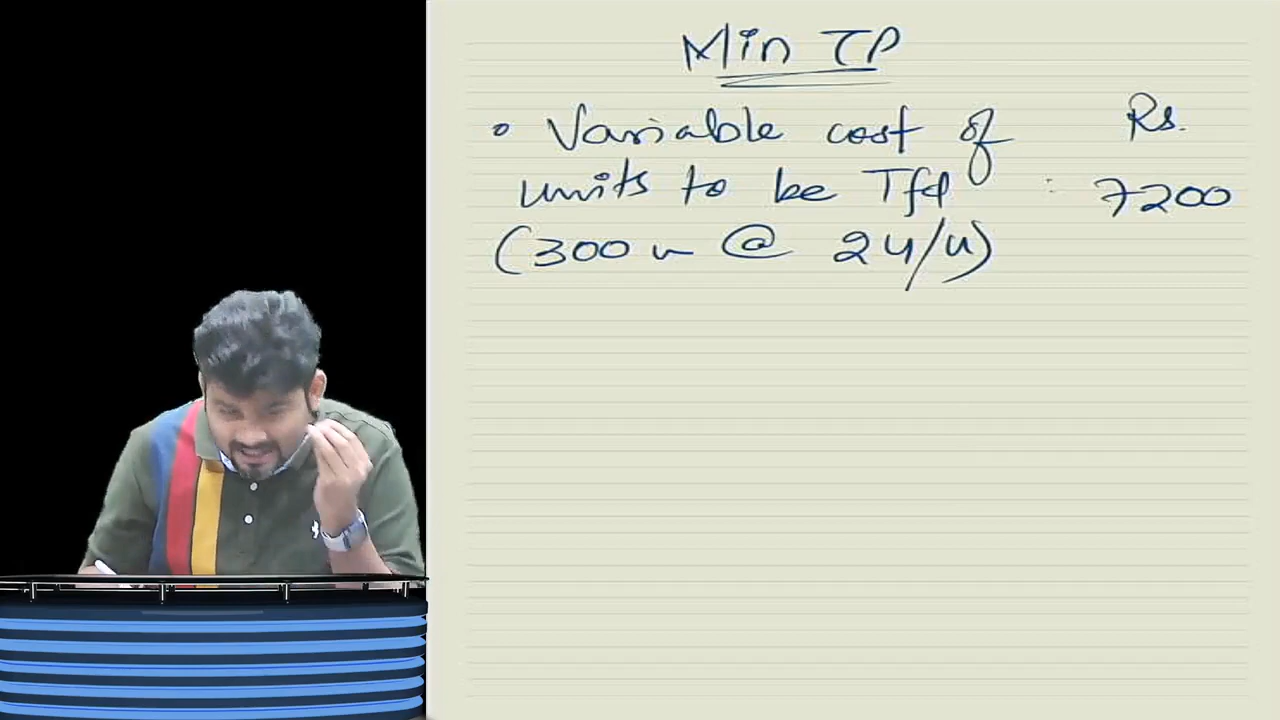 Min TP
• Variable cost of Rs.
units to be Tfd : 7200
(300 u @ 24/u)